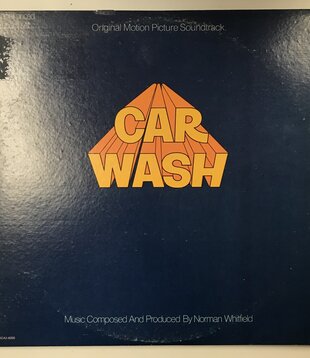 Original Motion Picture Soundtrack
CAR
WASH
Music Composed And Produced By Norman Whitfield